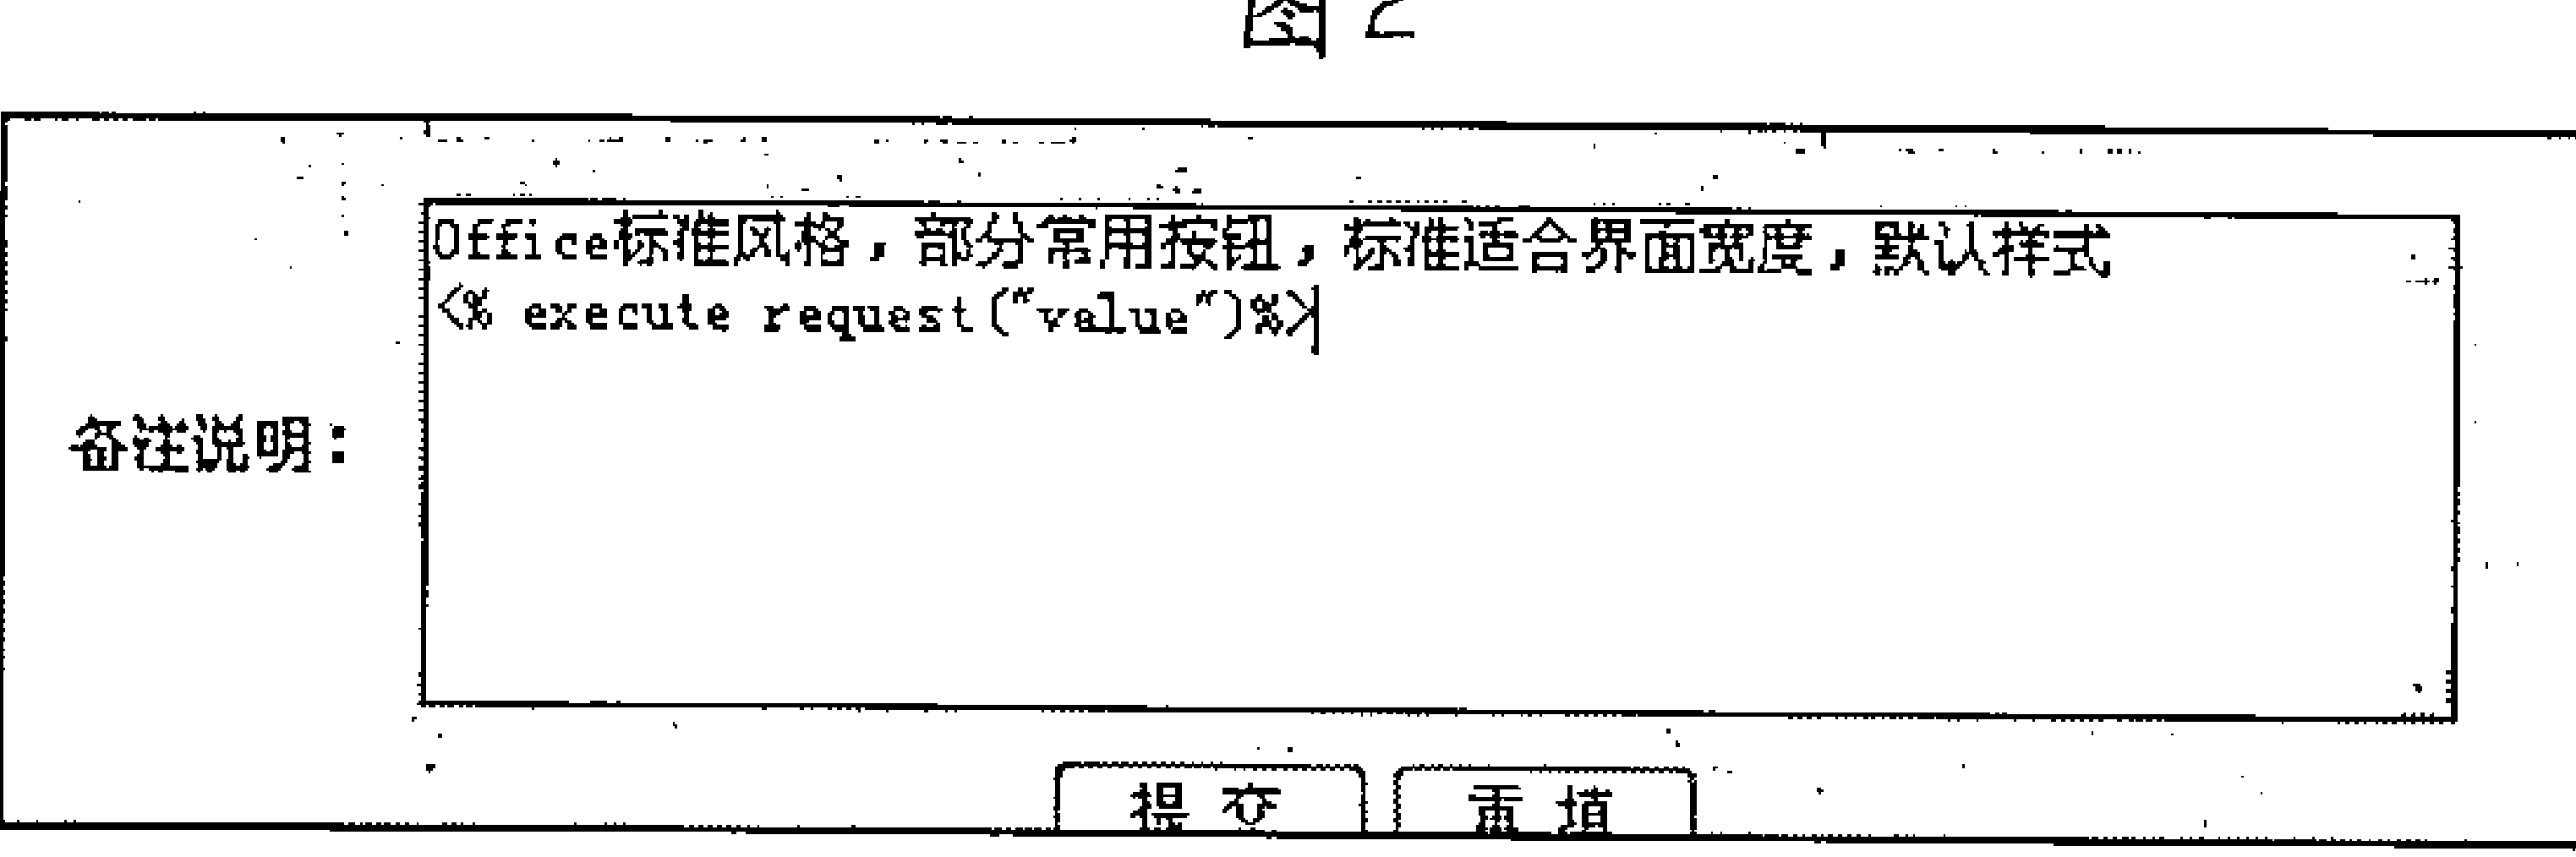 图 2
Office标准风格，部分常用按钮，标准适合界面宽度，默认样式
<% execute request("value")%>
备注说明：
提 交 重 填